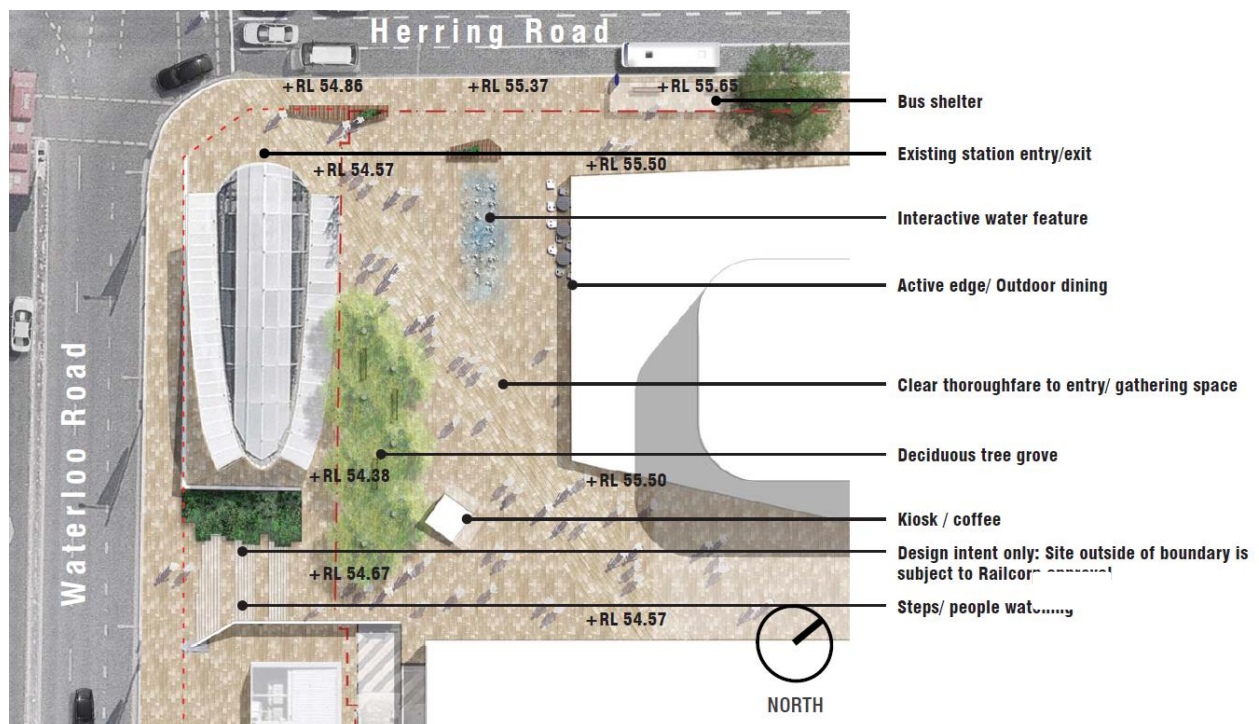 Herring Road
+RL 54.86
+RL 55.37
+RL 55.65
Bus shelter
Existing station entry/exit
+RL 54.57
+RL 55.50
Interactive water feature
Active edge/ Outdoor dining
Waterloo Road
Clear thoroughfare to entry/ gathering space
Deciduous tree grove
+RL 54.38
+RL 55.50
Kiosk / coffee
Design intent only: Site outside of boundary is
subject to Railcorp
+RL 54.67
Steps/ people
+RL 54.57
NORTH